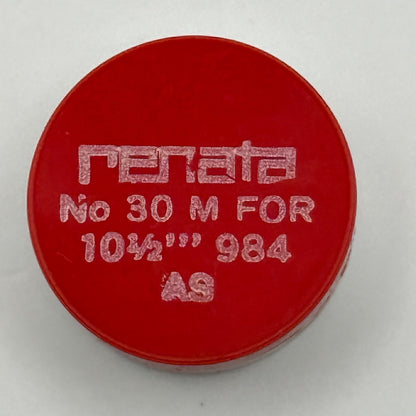 renata
No 30 M FOR
10½''' 984
AS